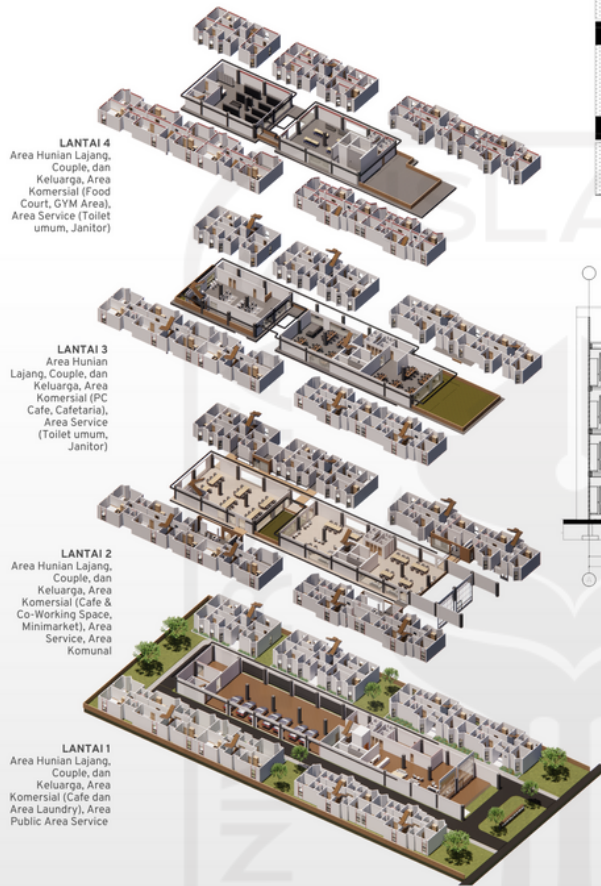 LANTAI 4
Area Hunian Lajang,
Couple, dan
Keluarga, Area
Komersial (Food
Court, GYM Area),
Area Service (Toilet
umum, Janitor)
LANTAI 3
Area Hunian
Lajang, Couple, dan
Keluarga, Area
Komersial (PC
Cafe, Cafetaria),
Area Service
(Toilet umum,
Janitor)
LANTAI 2
Area Hunian Lajang,
Couple, dan
Keluarga, Area
Komersial (Cafe &
Co-Working Space,
Minimarket), Area
Service, Area
Komunal
LANTAI 1
Area Hunian Lajang,
Couple, dan
Keluarga, Area
Komersial (Cafe dan
Area Laundry), Area
Public Area Service